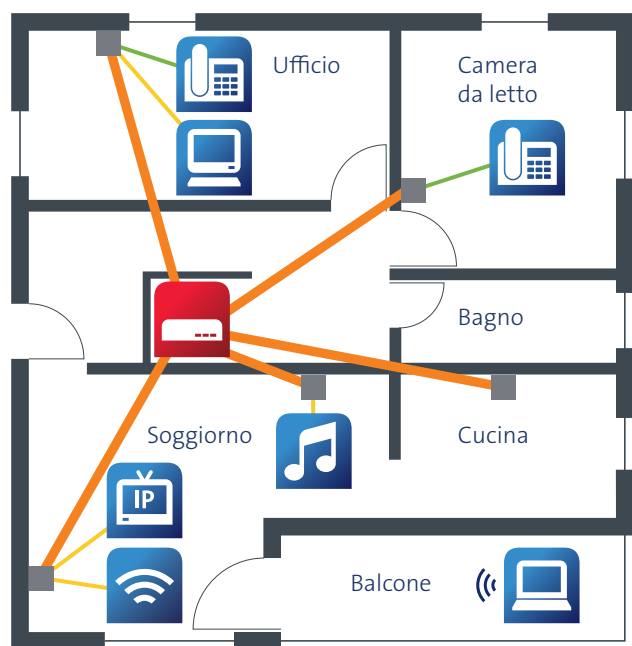 Ufficio
Camera
da letto
Bagno
Soggiorno
Cucina
IP
Balcone